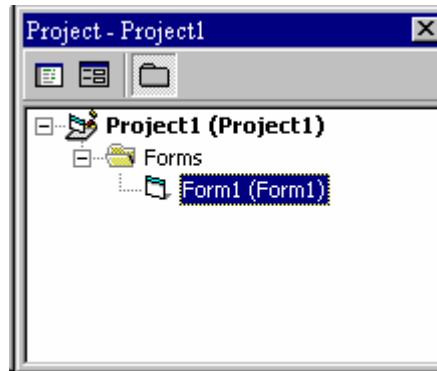 Project - Project1
Project1 (Project1)
Forms
Form1 (Form1)